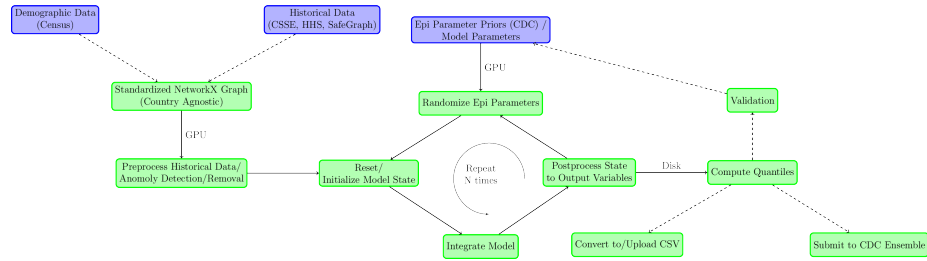 Demographic Data
(Census)
Historical Data
(CSSE, HHS, SafeGraph)
Epi Parameter Priors (CDC) /
Model Parameters
GPU
Standardized NetworkX Graph
(Country Agnostic)
Randomize Epi Parameters
Validation
GPU
Preprocess Historical Data/
Anomoly Detection/Removal
Reset/
Initialize Model State
Repeat
N times
Postprocess State
to Output Variables
Disk
Compute Quantiles
Integrate Model
Convert to/Upload CSV
Submit to CDC Ensemble